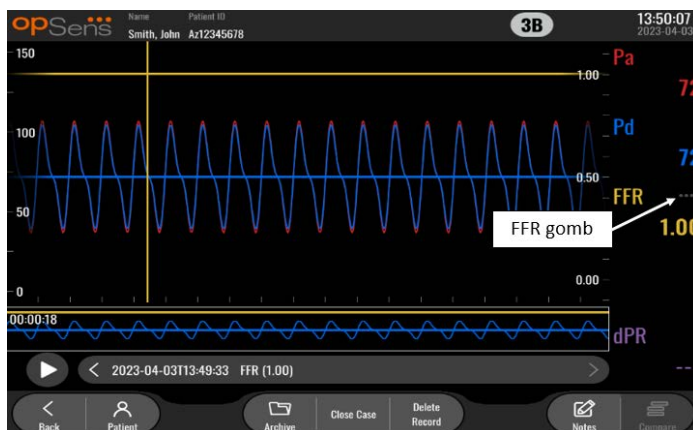 opSens
Name Patient ID
Smith, John Az12345678
3B
13:50:07
2023-04-03
150
100
50
0
1.00
0.50
0.00
Pa
72
Pd
72
FFR
---
1.00
FFR gomb
00:00:18
dPR
--
2023-04-03T13:49:33 FFR (1.00)
Back
Patient
Archive
Close Case
Delete
Record
Notes
Compare